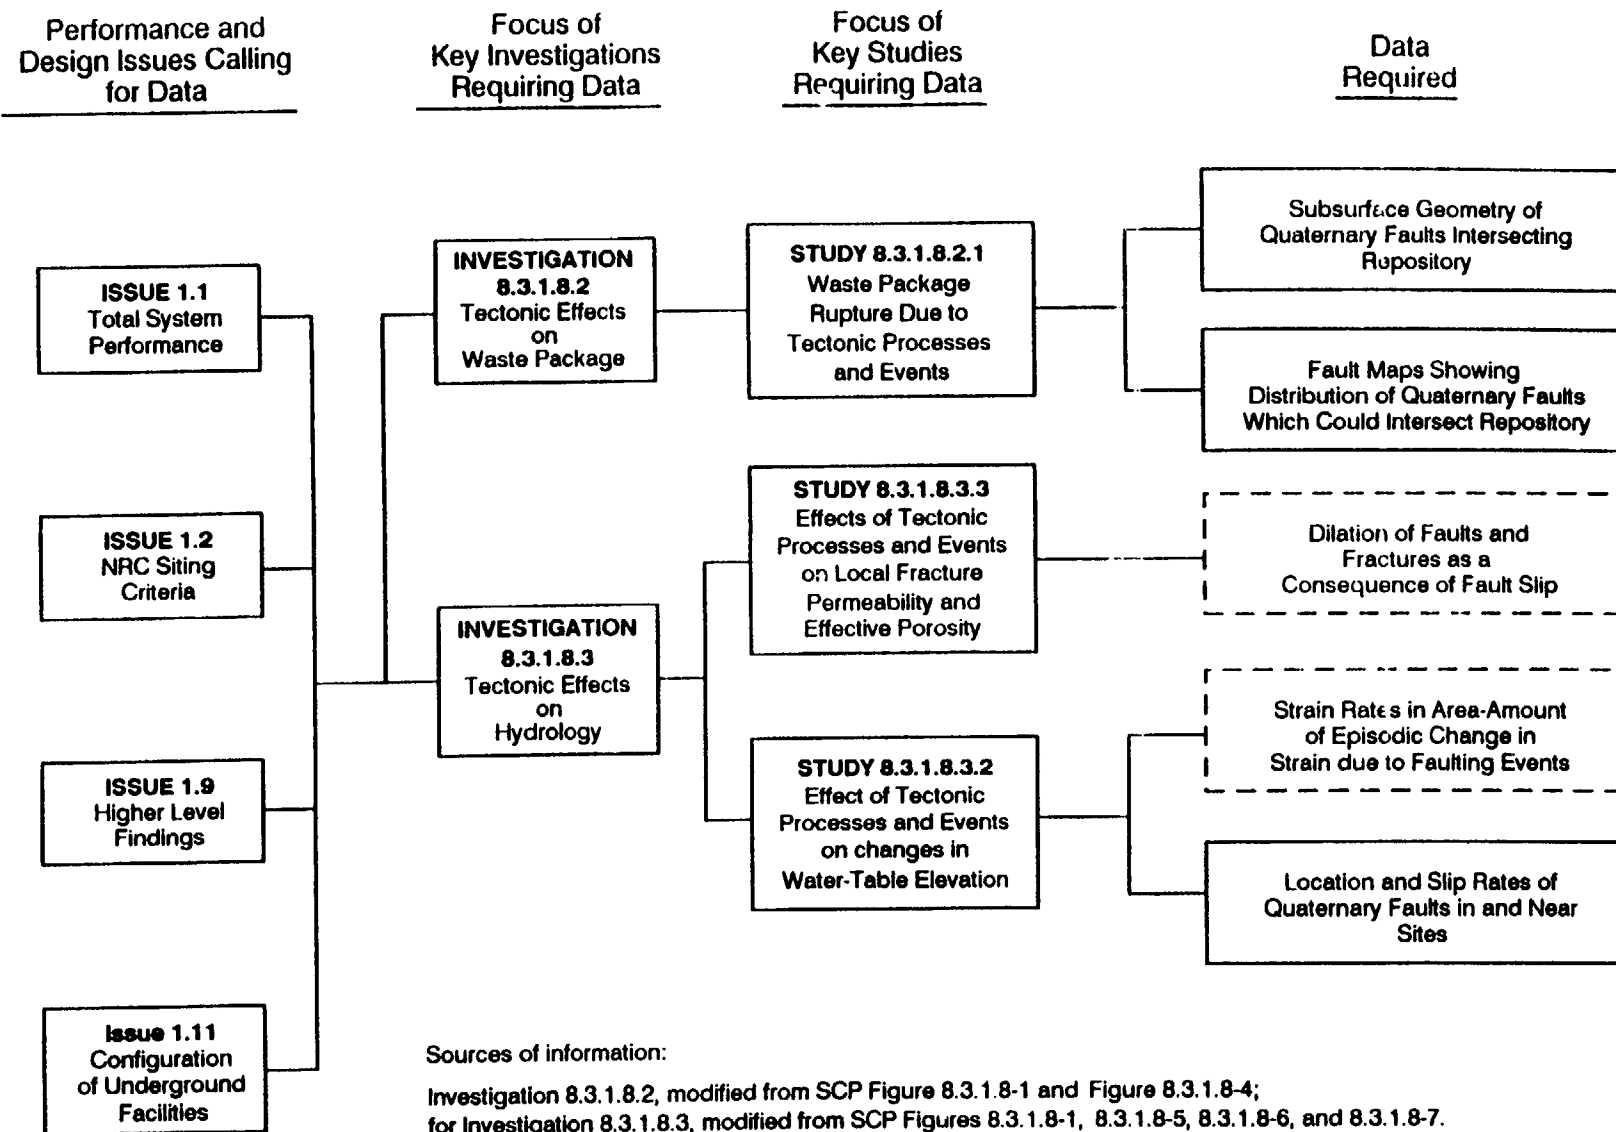 Performance and
Design Issues Calling
for Data
Focus of
Key Investigations
Requiring Data
Focus of
Key Studies
Requiring Data
Data
Required
ISSUE 1.1
Total System
Performance
ISSUE 1.2
NRC Siting
Criteria
ISSUE 1.9
Higher Level
Findings
Issue 1.11
Configuration
of Underground
Facilities
INVESTIGATION
8.3.1.8.2
Tectonic Effects
on
Waste Package
INVESTIGATION
8.3.1.8.3
Tectonic Effects
on
Hydrology
STUDY 8.3.1.8.2.1
Waste Package
Rupture Due to
Tectonic Processes
and Events
STUDY 8.3.1.8.3.3
Effects of Tectonic
Processes and Events
on Local Fracture
Permeability and
Effective Porosity
STUDY 8.3.1.8.3.2
Effect of Tectonic
Processes and Events
on changes in
Water-Table Elevation
Subsurface Geometry of
Quaternary Faults Intersecting
Repository
Fault Maps Showing
Distribution of Quaternary Faults
Which Could Intersect Repository
Dilation of Faults and
Fractures as a
Consequence of Fault Slip
Strain Rates in Area-Amount
of Episodic Change in
Strain due to Faulting Events
Location and Slip Rates of
Quaternary Faults in and Near
Sites
Sources of information:
Investigation 8.3.1.8.2, modified from SCP Figure 8.3.1.8-1 and Figure 8.3.1.8-4;
for Investigation 8.3.1.8.3, modified from SCP Figures 8.3.1.8-1, 8.3.1.8-5, 8.3.1.8-6, and 8.3.1.8-7.